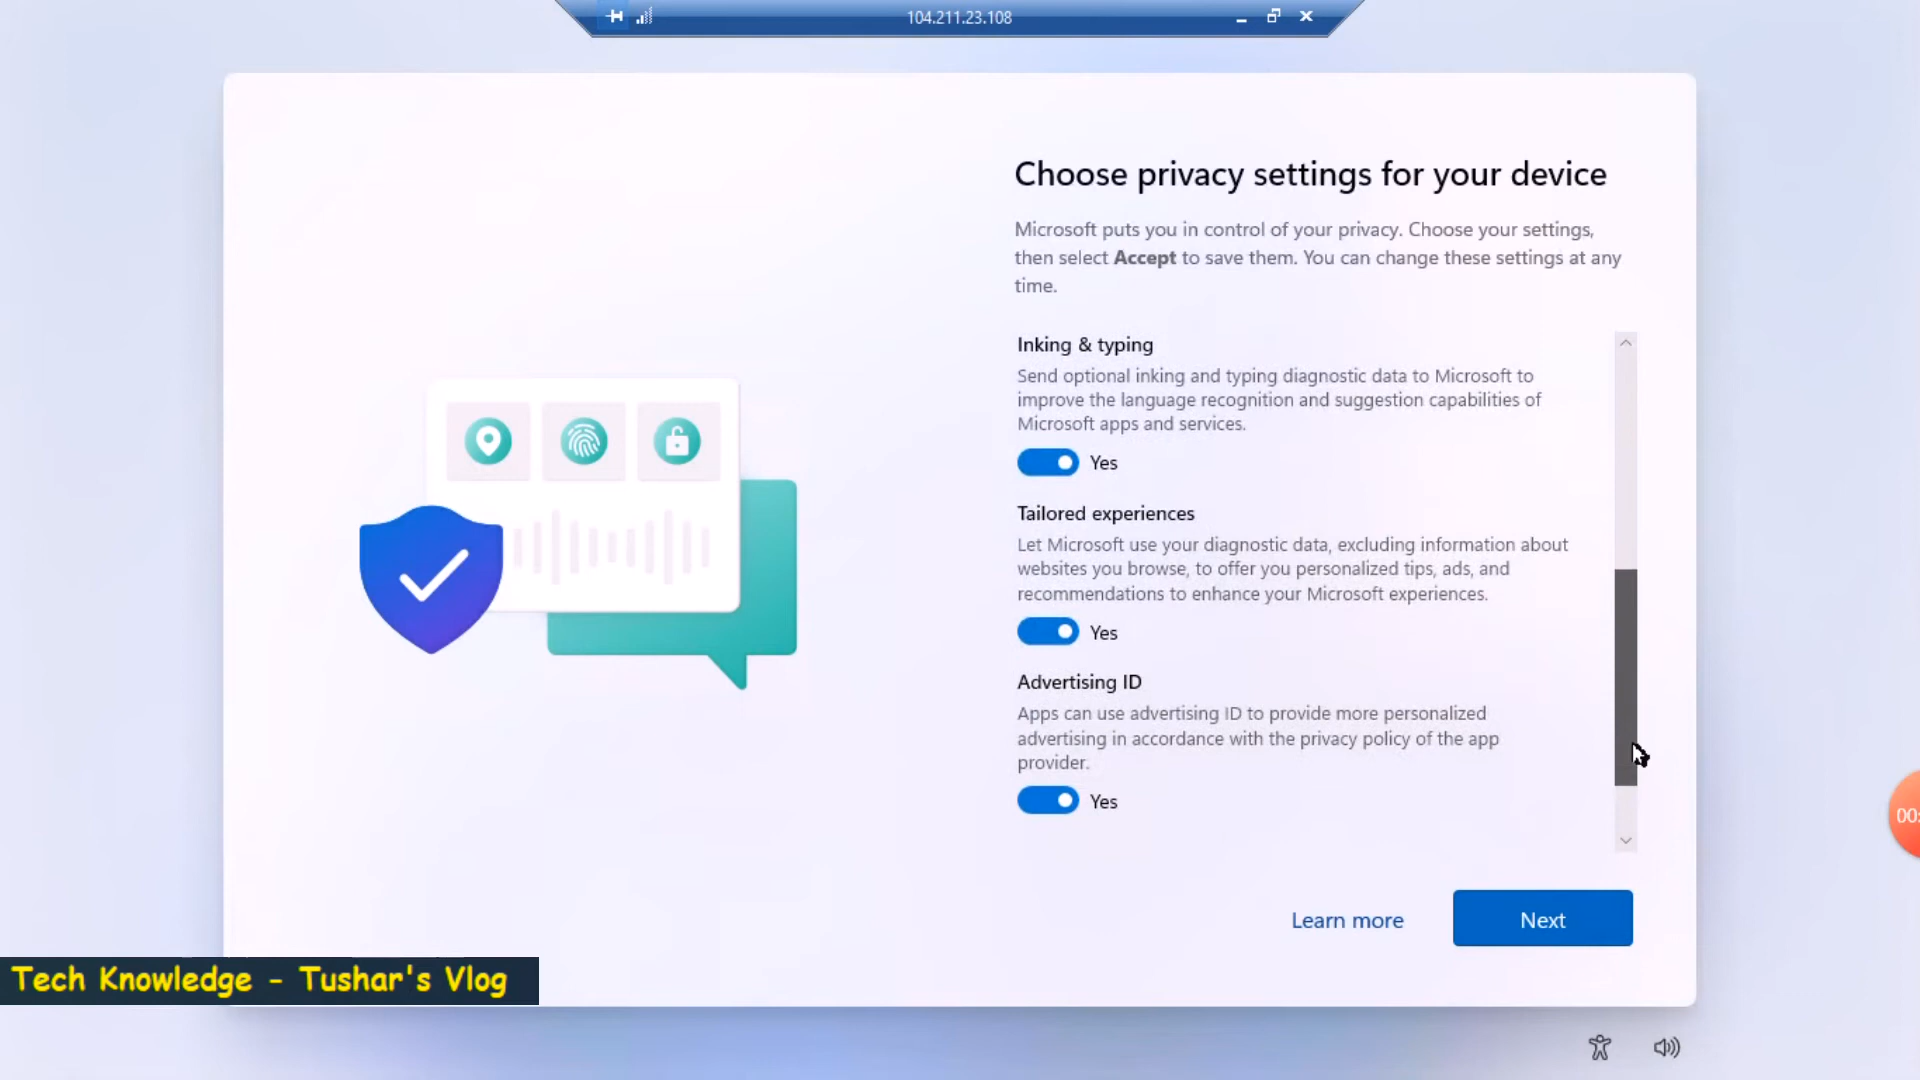 104.211.23.108
Choose privacy settings for your device
Microsoft puts you in control of your privacy. Choose your settings,
then select Accept to save them. You can change these settings at any
time.
Inking & typing
Send optional inking and typing diagnostic data to Microsoft to
improve the language recognition and suggestion capabilities of
Microsoft apps and services.
Yes
Tailored experiences
Let Microsoft use your diagnostic data, excluding information about
websites you browse, to offer you personalized tips, ads, and
recommendations to enhance your Microsoft experiences.
Yes
Advertising ID
Apps can use advertising ID to provide more personalized
advertising in accordance with the privacy policy of the app
provider.
Yes
00:
Learn more
Next
Tech Knowledge - Tushar's Vlog